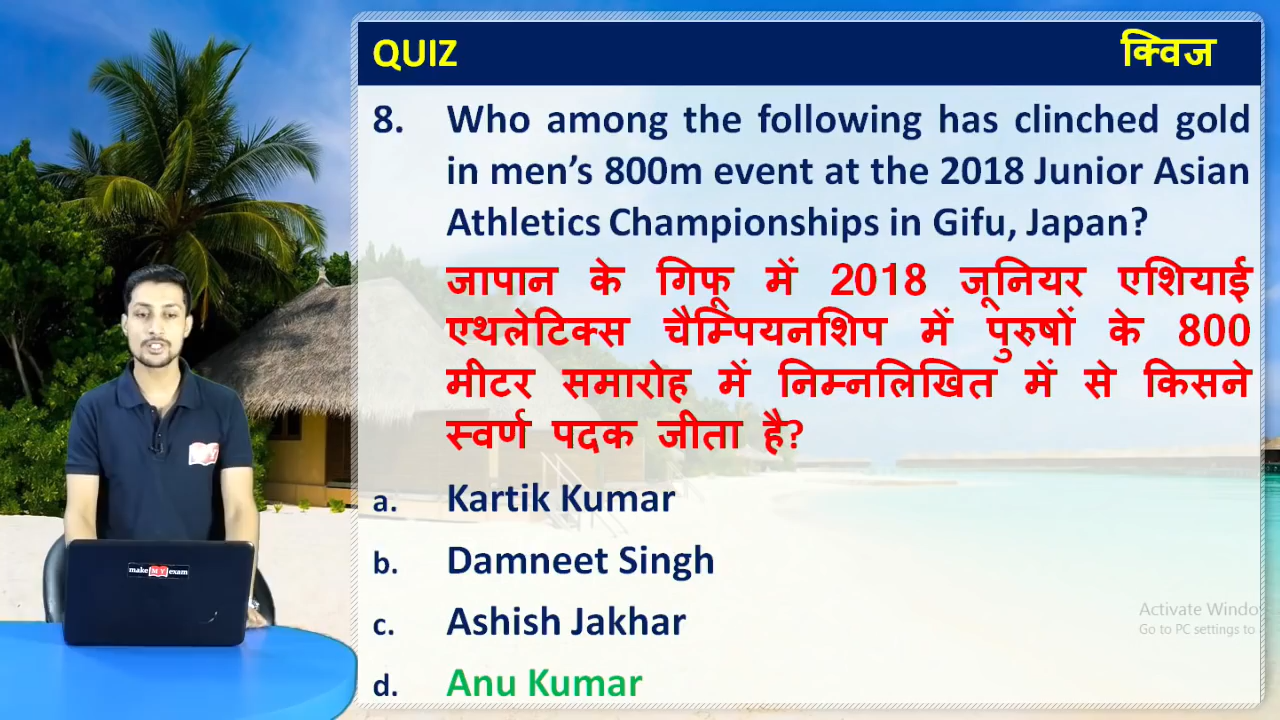 QUIZ क्विज
8. Who among the following has clinched gold
in men's 800m event at the 2018 Junior Asian
Athletics Championships in Gifu, Japan?
जापान के गिफू में 2018 जूनियर एशियाई
एथलेटिक्स चैम्पियनशिप में पुरुषों के 800
मीटर समारोह में निम्नलिखित में से किसने
स्वर्ण पदक जीता है?
a. Kartik Kumar
b. Damneet Singh
c. Ashish Jakhar
d. Anu Kumar
make MY exam
Activate Windo
Go to PC settings to